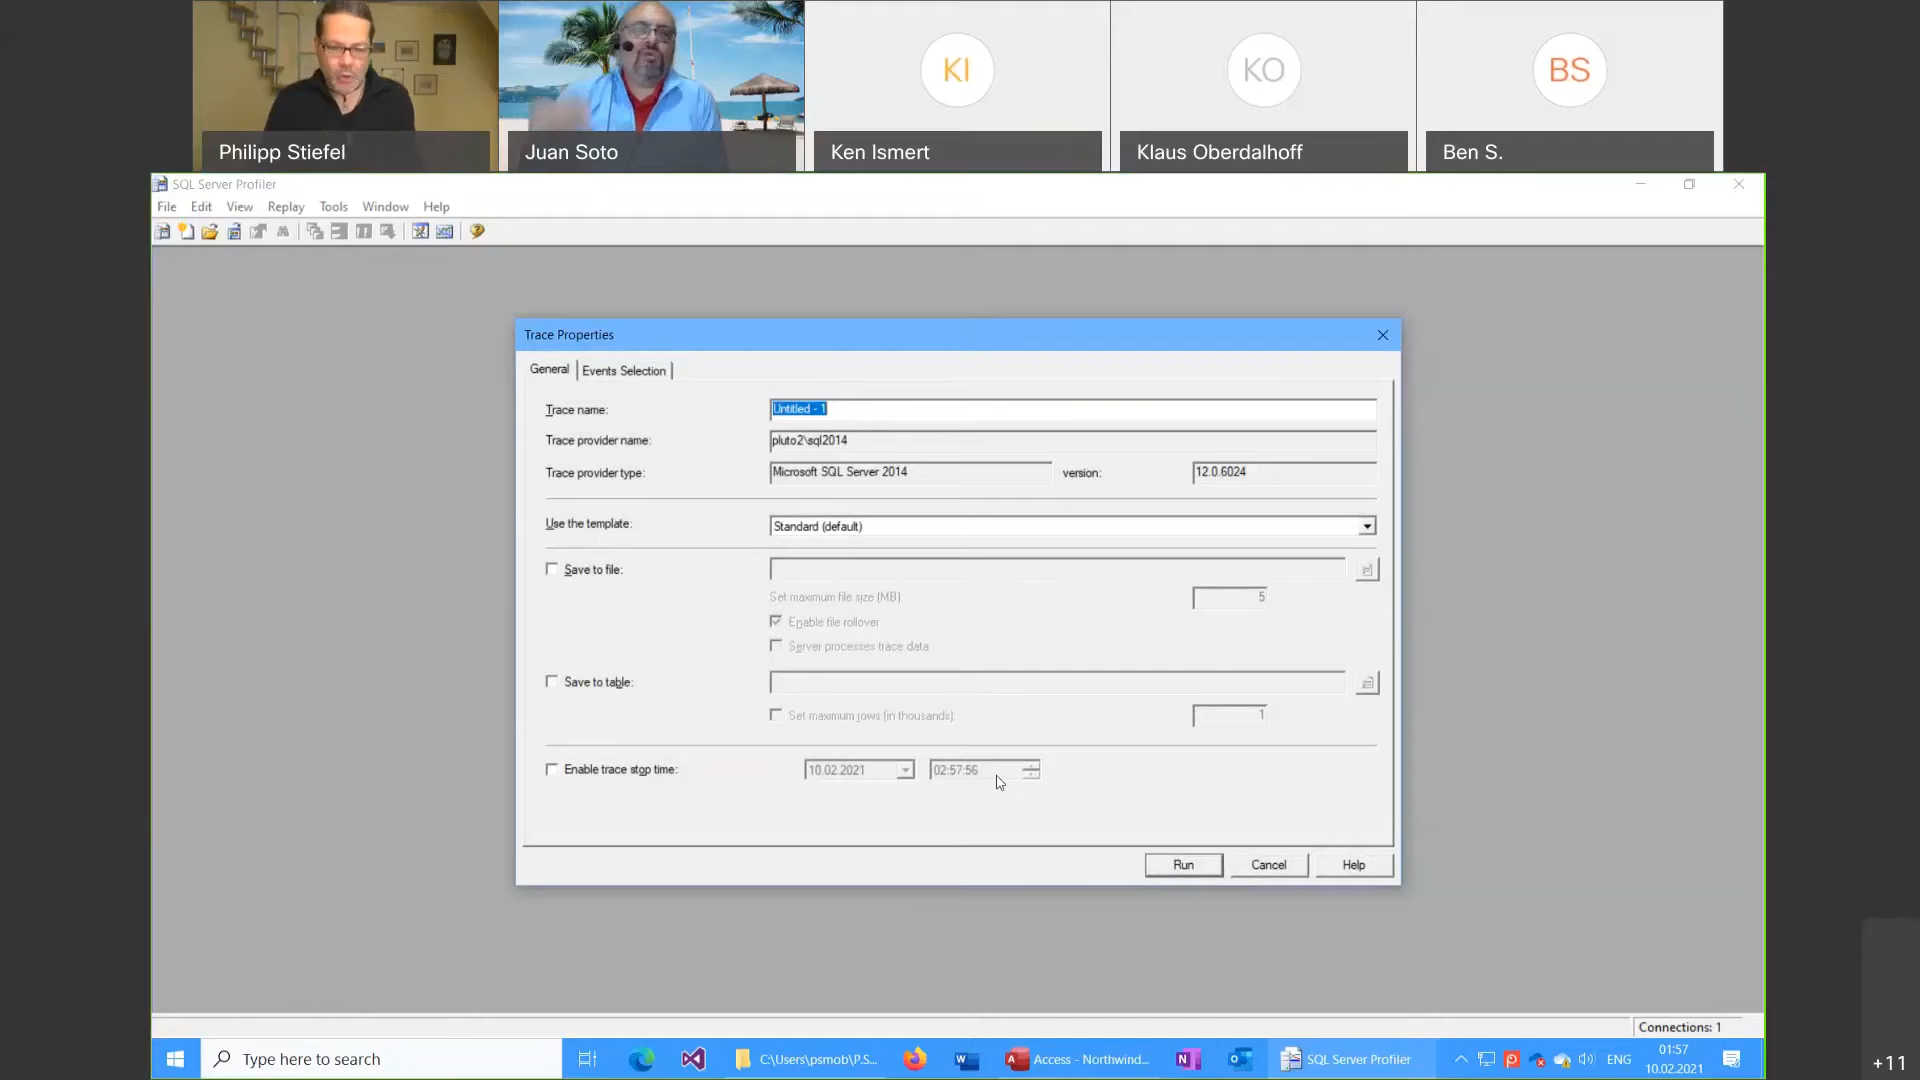 KI
KO
BS
Philipp Stiefel
Juan Soto
Ken Ismert
Klaus Oberdalhoff
Ben S.
SQL Server Profiler
File Edit View Replay Tools Window Help
Trace Properties
General Events Selection
Trace name: Untitled - 1
Trace provider name: pluto2\sql2014
Trace provider type: Microsoft SQL Server 2014 version: 12.0.6024
Use the template: Standard (default)
Save to file:
Set maximum file size (MB): 5
Enable file rollover
Server processes trace data
Save to table:
Set maximum rows (in thousands): 1
Enable trace stop time: 10.02.2021 02:57:56
Run Cancel Help
Connections: 1
Type here to search
C:\Users\psmob\P.S...
Access - Northwind...
SQL Server Profiler
ENG
01:57
10.02.2021
+11